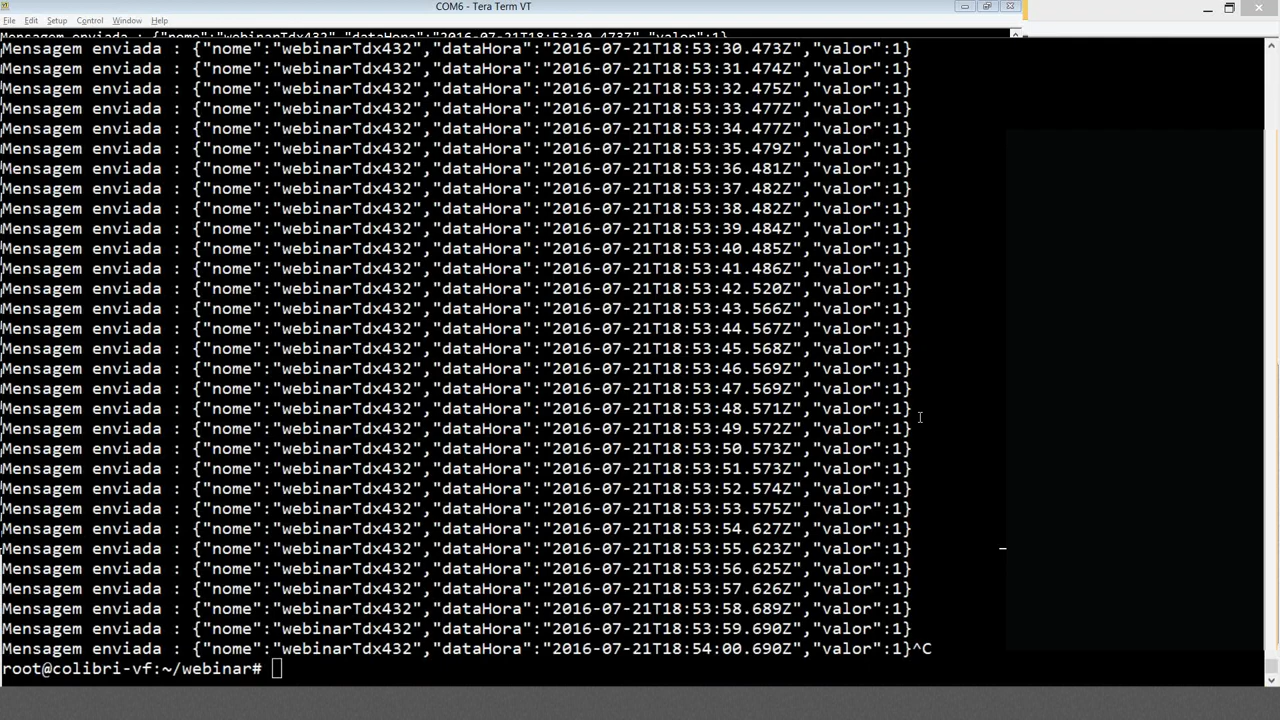 COM6 - Tera Term VT
File Edit Setup Control Window Help
Mensagem enviada : {"nome":"webinarTdx432","dataHora":"2016-07-21T18:53:30.473Z","valor":1}
Mensagem enviada : {"nome":"webinarTdx432","dataHora":"2016-07-21T18:53:30.473Z","valor":1}
Mensagem enviada : {"nome":"webinarTdx432","dataHora":"2016-07-21T18:53:31.474Z","valor":1}
Mensagem enviada : {"nome":"webinarTdx432","dataHora":"2016-07-21T18:53:32.475Z","valor":1}
Mensagem enviada : {"nome":"webinarTdx432","dataHora":"2016-07-21T18:53:33.477Z","valor":1}
Mensagem enviada : {"nome":"webinarTdx432","dataHora":"2016-07-21T18:53:34.477Z","valor":1}
Mensagem enviada : {"nome":"webinarTdx432","dataHora":"2016-07-21T18:53:35.479Z","valor":1}
Mensagem enviada : {"nome":"webinarTdx432","dataHora":"2016-07-21T18:53:36.481Z","valor":1}
Mensagem enviada : {"nome":"webinarTdx432","dataHora":"2016-07-21T18:53:37.482Z","valor":1}
Mensagem enviada : {"nome":"webinarTdx432","dataHora":"2016-07-21T18:53:38.482Z","valor":1}
Mensagem enviada : {"nome":"webinarTdx432","dataHora":"2016-07-21T18:53:39.484Z","valor":1}
Mensagem enviada : {"nome":"webinarTdx432","dataHora":"2016-07-21T18:53:40.485Z","valor":1}
Mensagem enviada : {"nome":"webinarTdx432","dataHora":"2016-07-21T18:53:41.486Z","valor":1}
Mensagem enviada : {"nome":"webinarTdx432","dataHora":"2016-07-21T18:53:42.520Z","valor":1}
Mensagem enviada : {"nome":"webinarTdx432","dataHora":"2016-07-21T18:53:43.566Z","valor":1}
Mensagem enviada : {"nome":"webinarTdx432","dataHora":"2016-07-21T18:53:44.567Z","valor":1}
Mensagem enviada : {"nome":"webinarTdx432","dataHora":"2016-07-21T18:53:45.568Z","valor":1}
Mensagem enviada : {"nome":"webinarTdx432","dataHora":"2016-07-21T18:53:46.569Z","valor":1}
Mensagem enviada : {"nome":"webinarTdx432","dataHora":"2016-07-21T18:53:47.569Z","valor":1}
Mensagem enviada : {"nome":"webinarTdx432","dataHora":"2016-07-21T18:53:48.571Z","valor":1}
Mensagem enviada : {"nome":"webinarTdx432","dataHora":"2016-07-21T18:53:49.572Z","valor":1}
Mensagem enviada : {"nome":"webinarTdx432","dataHora":"2016-07-21T18:53:50.573Z","valor":1}
Mensagem enviada : {"nome":"webinarTdx432","dataHora":"2016-07-21T18:53:51.573Z","valor":1}
Mensagem enviada : {"nome":"webinarTdx432","dataHora":"2016-07-21T18:53:52.574Z","valor":1}
Mensagem enviada : {"nome":"webinarTdx432","dataHora":"2016-07-21T18:53:53.575Z","valor":1}
Mensagem enviada : {"nome":"webinarTdx432","dataHora":"2016-07-21T18:53:54.627Z","valor":1}
Mensagem enviada : {"nome":"webinarTdx432","dataHora":"2016-07-21T18:53:55.623Z","valor":1}
Mensagem enviada : {"nome":"webinarTdx432","dataHora":"2016-07-21T18:53:56.625Z","valor":1}
Mensagem enviada : {"nome":"webinarTdx432","dataHora":"2016-07-21T18:53:57.626Z","valor":1}
Mensagem enviada : {"nome":"webinarTdx432","dataHora":"2016-07-21T18:53:58.689Z","valor":1}
Mensagem enviada : {"nome":"webinarTdx432","dataHora":"2016-07-21T18:53:59.690Z","valor":1}
Mensagem enviada : {"nome":"webinarTdx432","dataHora":"2016-07-21T18:54:00.690Z","valor":1}^C
root@colibri-vf:~/webinar#